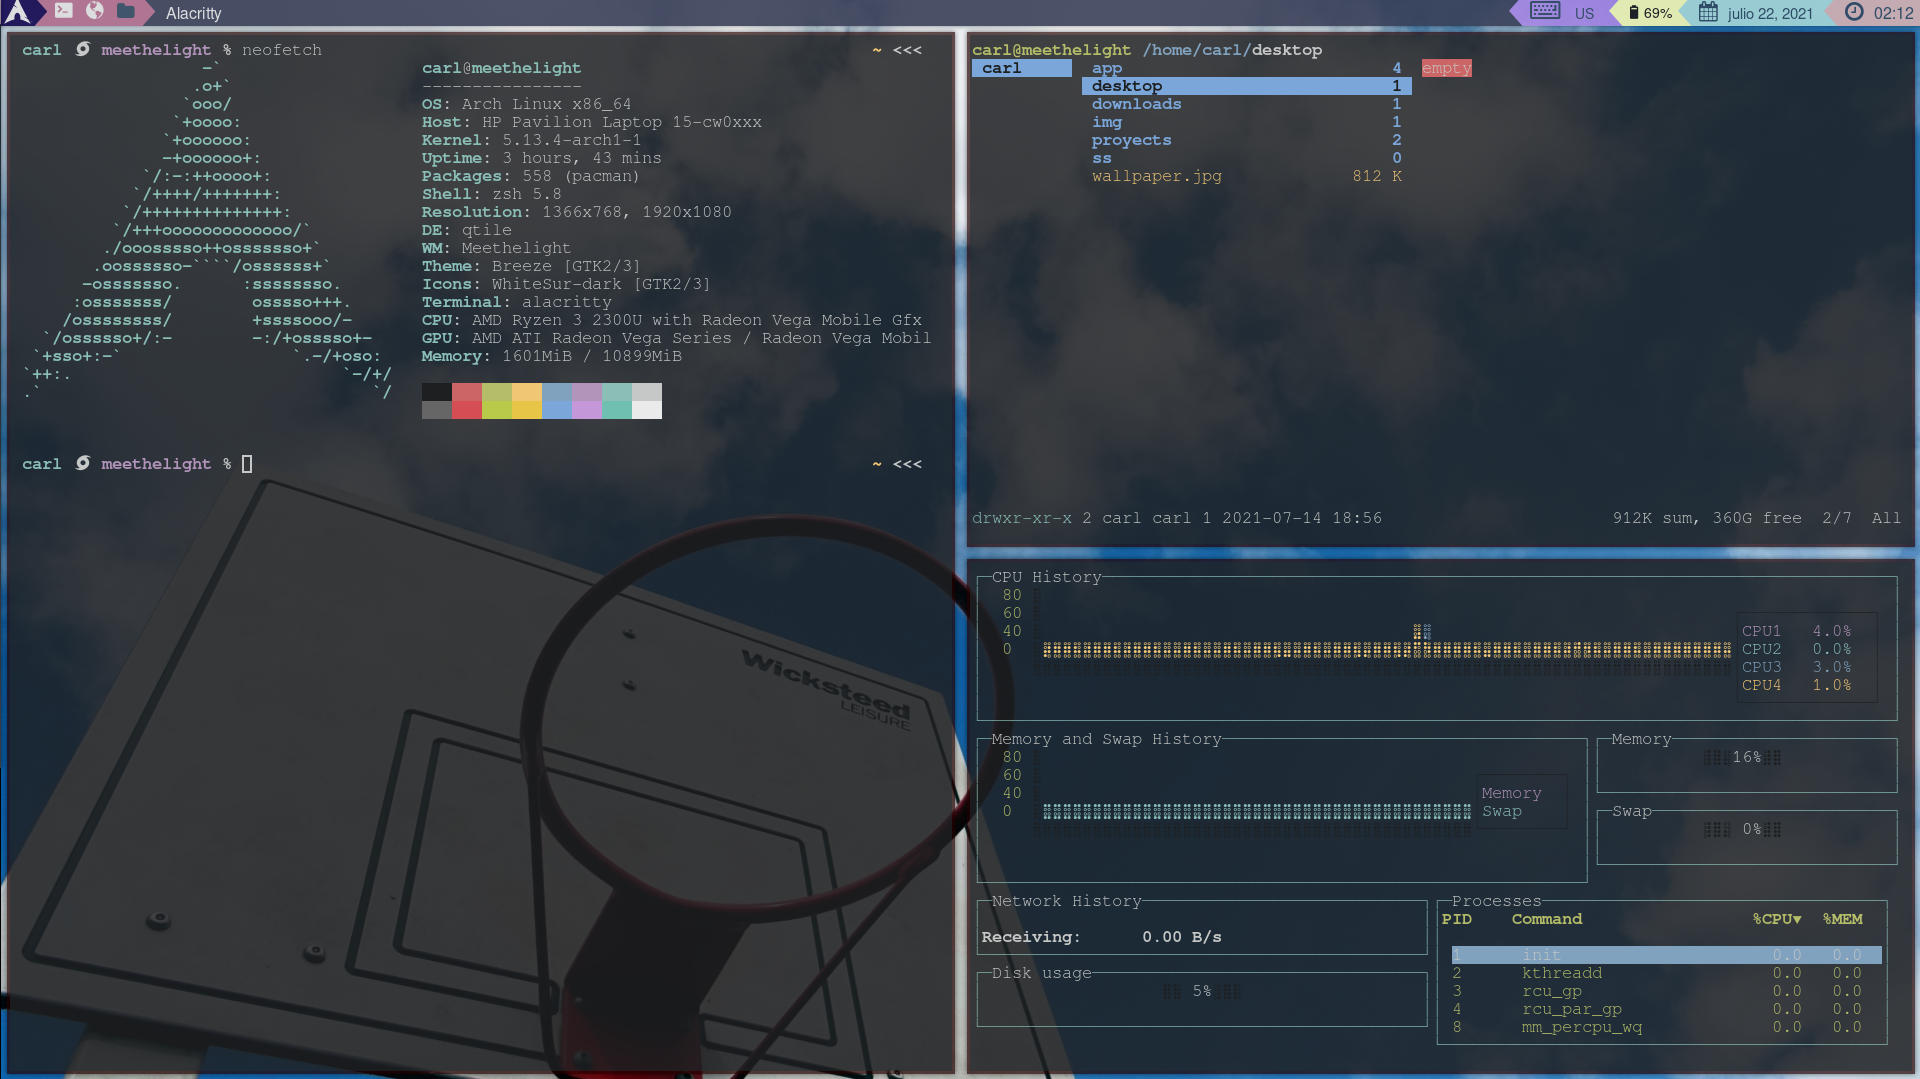 Alacritty
US
69%
julio 22, 2021
02:12
carl meethelight % neofetch ~ <<<
carl@meethelight
----------------
OS: Arch Linux x86_64
Host: HP Pavilion Laptop 15-cw0xxx
Kernel: 5.13.4-arch1-1
Uptime: 3 hours, 43 mins
Packages: 558 (pacman)
Shell: zsh 5.8
Resolution: 1366x768, 1920x1080
DE: qtile
WM: Meethelight
Theme: Breeze [GTK2/3]
Icons: WhiteSur-dark [GTK2/3]
Terminal: alacritty
CPU: AMD Ryzen 3 2300U with Radeon Vega Mobile Gfx
GPU: AMD ATI Radeon Vega Series / Radeon Vega Mobil
Memory: 1601MiB / 10899MiB
carl meethelight % ~ <<<
Wicksteed
LEISURE
carl@meethelight /home/carl/desktop
carl app 4 empty
desktop 1
downloads 1
img 1
proyects 2
ss 0
wallpaper.jpg 812 K
drwxr-xr-x 2 carl carl 1 2021-07-14 18:56 912K sum, 360G free 2/7 All
CPU History
80
60
40 CPU1 4.0%
0 CPU2 0.0%
CPU3 3.0%
CPU4 1.0%
Memory and Swap History
80
60
40 Memory
0 Swap
Memory
16%
Swap
0%
Network History
Receiving: 0.00 B/s
Disk usage
5%
Processes
PID Command %CPU▼ %MEM
1 init 0.0 0.0
2 kthreadd 0.0 0.0
3 rcu_gp 0.0 0.0
4 rcu_par_gp 0.0 0.0
8 mm_percpu_wq 0.0 0.0